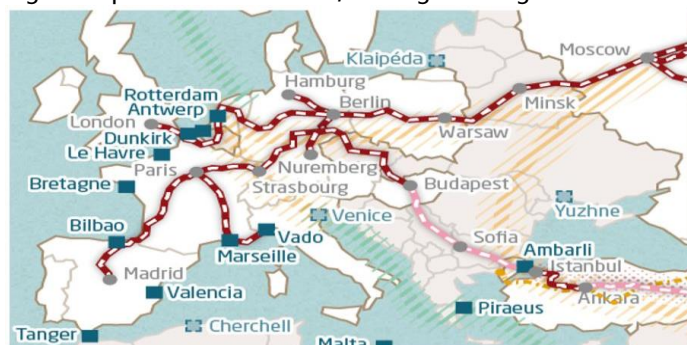 Moscow
Klaipéda
Hamburg
Rotterdam
Berlin
Minsk
Antwerp
London
Warsaw
Dunkirk
Le Havre
Paris
Nuremberg
Strasbourg
Budapest
Bretagne
Yuzhne
Venice
Bilbao
Vado
Sofia
Ambarli
Marseille
Istanbul
Madrid
Valencia
Ankara
Piraeus
Cherchell
Tanger
Malta